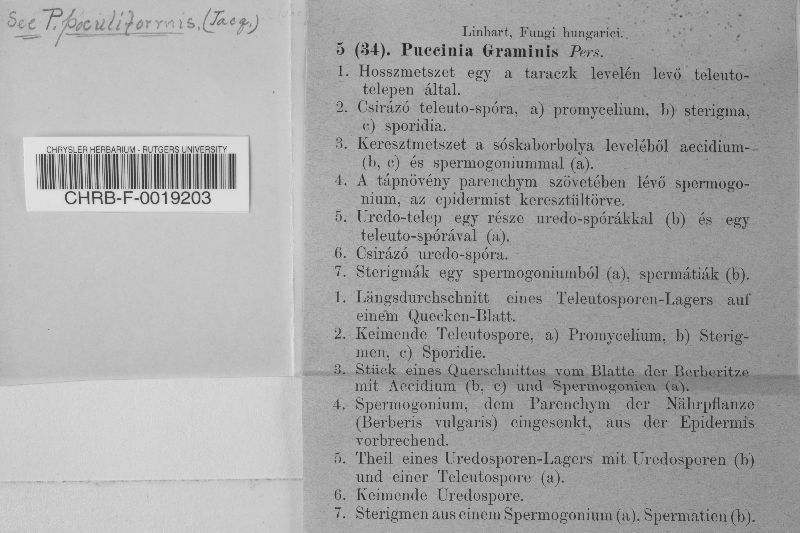 See P. poculiformis, (Jacq.)
CHRYSLER HERBARIUM - RUTGERS UNIVERSITY
CHRB-F-0019203
Linhart, Fungi hungarici.
5 (34). Puccinia Graminis Pers.
1. Hosszmetszet egy a taraczk levelén levő teleuto-
telepen által.
2. Csirázó teleuto-spóra, a) promycelium, b) sterigma,
c) sporidia.
3. Keresztmetszet a sóskaborbolya leveléből aecidium-
(b, c) és spermogoniummal (a).
4. A tápnövény parenchym szövetében lévő spermogo-
nium, az epidermist keresztültörve.
5. Uredo-telep egy része uredo-spórákkal (b) és egy
teleuto-spórával (a).
6. Csirázó uredo-spóra.
7. Sterigmák egy spermogoniumból (a), spermátiák (b).
1. Längsdurchschnitt eines Teleutosporen-Lagers auf
einem Quecken-Blatt.
2. Keimende Teleutospore, a) Promycelium, b) Sterig-
men, c) Sporidie.
3. Stück eines Querschnittes vom Blatte der Berberitze
mit Aecidium (b, c) und Spermogonien (a).
4. Spermogonium, dem Parenchym der Nährpflanze
(Berberis vulgaris) eingesenkt, aus der Epidermis
vorbrechend.
5. Theil eines Uredosporen-Lagers mit Uredosporen (b)
und einer Teleutospore (a).
6. Keimende Uredospore.
7. Sterigmen aus einem Spermogonium (a), Spermatien (b).